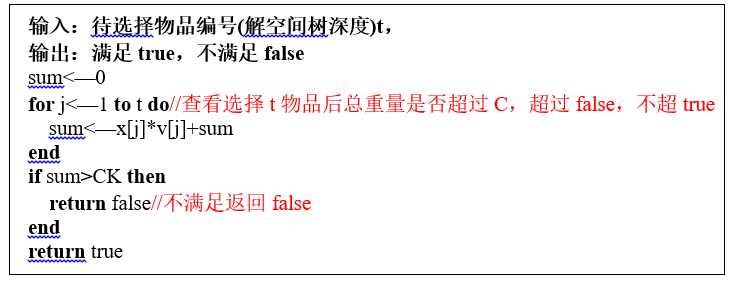 输入：待选择物品编号(解空间树深度)t，
输出：满足 true，不满足 false
sum<—0
for j<—1 to t do//查看选择 t 物品后总重量是否超过 C，超过 false，不超 true
sum<—x[j]*v[j]+sum
end
if sum>CK then
return false//不满足返回 false
end
return true